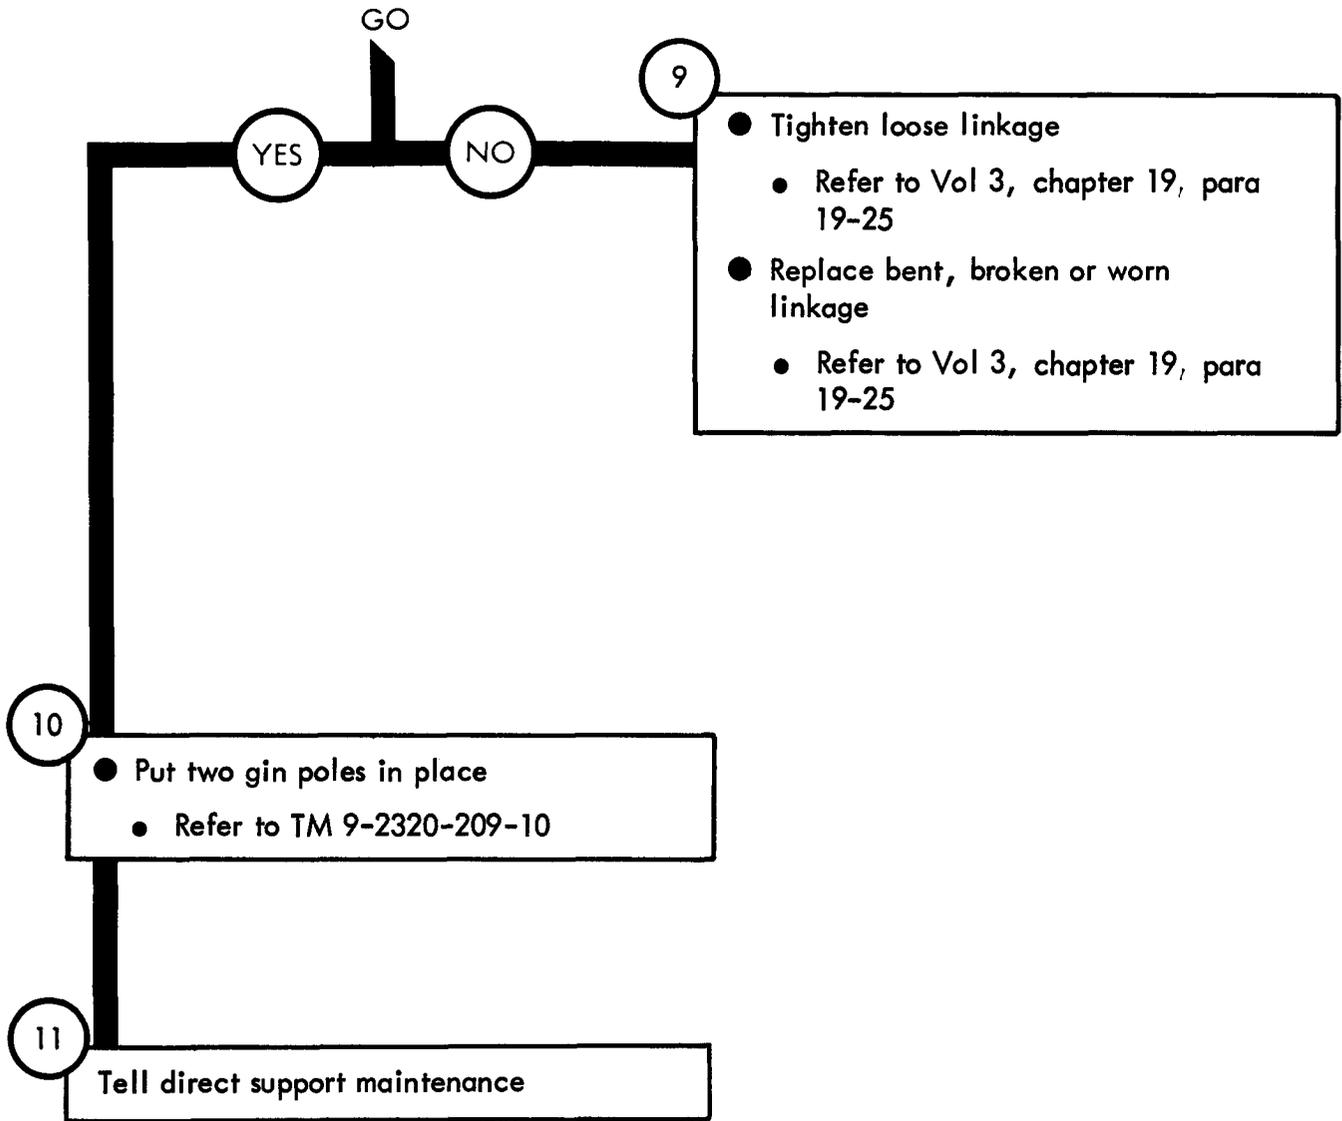 GO
YES
NO
9
● Tighten loose linkage
● Refer to Vol 3, chapter 19, para
19-25
● Replace bent, broken or worn
linkage
● Refer to Vol 3, chapter 19, para
19-25
10
● Put two gin poles in place
● Refer to TM 9-2320-209-10
11
Tell direct support maintenance